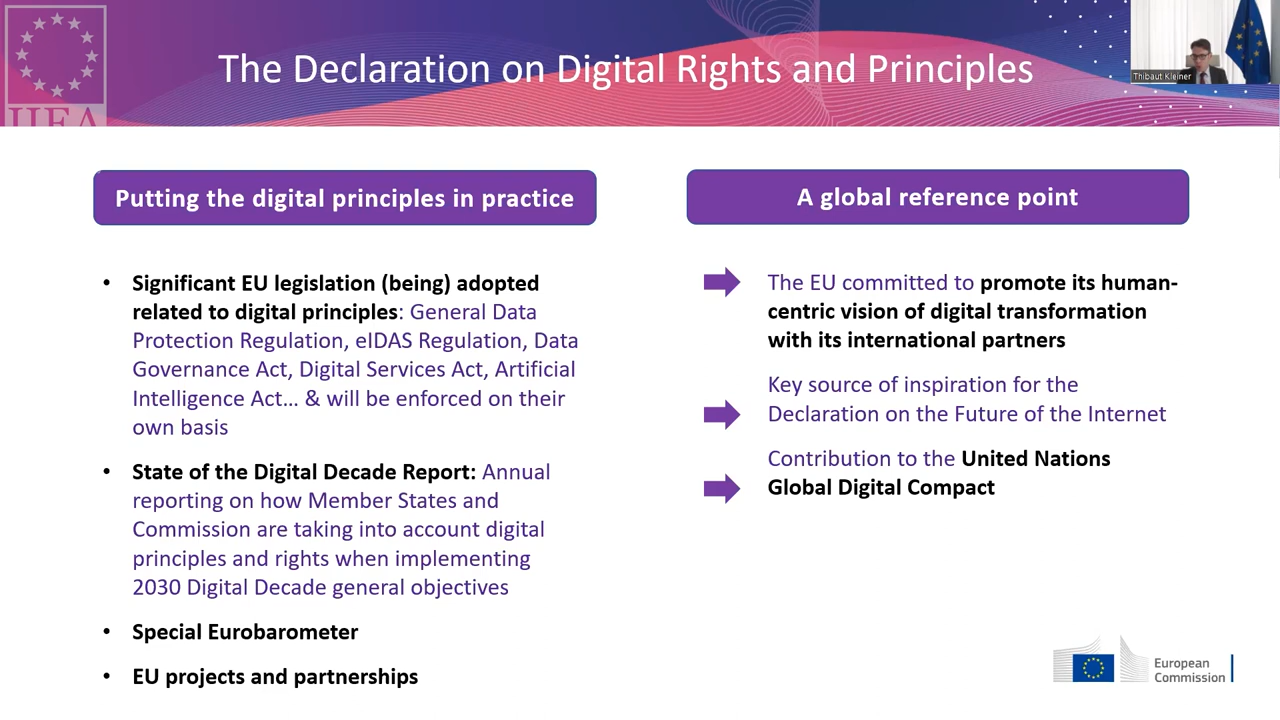 IIEA
The Declaration on Digital Rights and Principles
Thibaut Kleiner
Putting the digital principles in practice
• Significant EU legislation (being) adopted
related to digital principles: General Data
Protection Regulation, eIDAS Regulation, Data
Governance Act, Digital Services Act, Artificial
Intelligence Act… & will be enforced on their
own basis
• State of the Digital Decade Report: Annual
reporting on how Member States and
Commission are taking into account digital
principles and rights when implementing
2030 Digital Decade general objectives
• Special Eurobarometer
• EU projects and partnerships
A global reference point
The EU committed to promote its human-
centric vision of digital transformation
with its international partners
Key source of inspiration for the
Declaration on the Future of the Internet
Contribution to the United Nations
Global Digital Compact
European
Commission